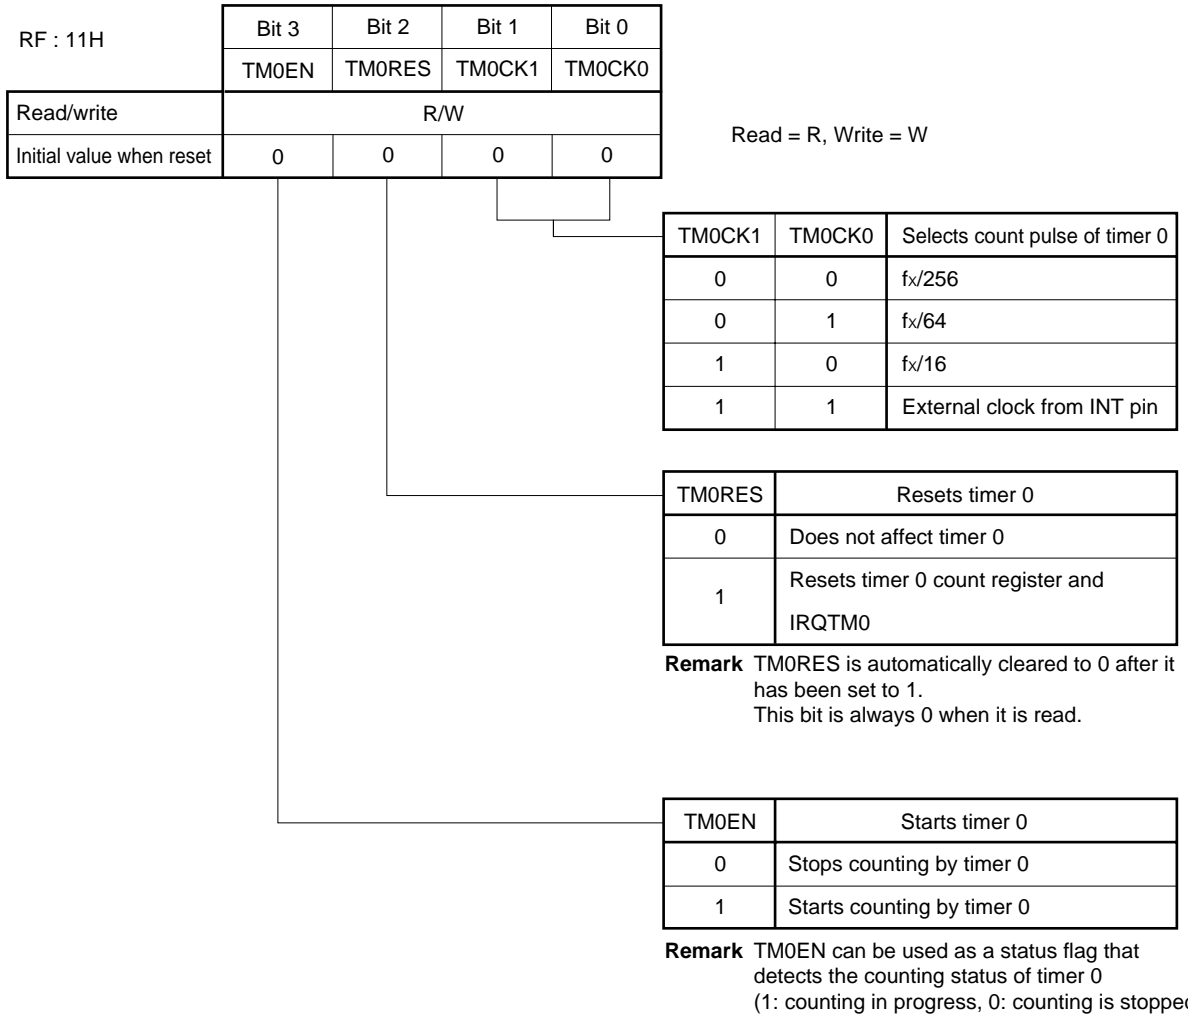 RF : 11H
Bit 3 Bit 2 Bit 1 Bit 0
TM0EN TM0RES TM0CK1 TM0CK0
Read/write R/W
Initial value when reset 0 0 0 0
Read = R, Write = W
TM0CK1 TM0CK0 Selects count pulse of timer 0
0 0 fX/256
0 1 fX/64
1 0 fX/16
1 1 External clock from INT pin
TM0RES Resets timer 0
0 Does not affect timer 0
1 Resets timer 0 count register and
IRQTM0
Remark TM0RES is automatically cleared to 0 after it
has been set to 1.
This bit is always 0 when it is read.
TM0EN Starts timer 0
0 Stops counting by timer 0
1 Starts counting by timer 0
Remark TM0EN can be used as a status flag that
detects the counting status of timer 0
(1: counting in progress, 0: counting is stopped